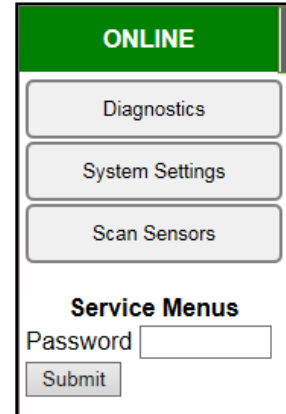 ONLINE
Diagnostics
System Settings
Scan Sensors
Service Menus
Password
Submit